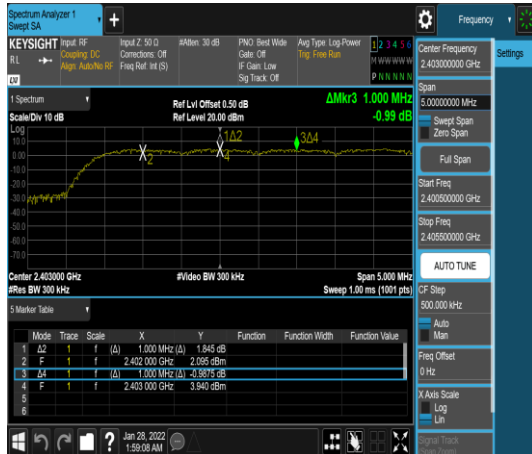 Spectrum Analyzer 1
Swept SA
Frequency
Settings
KEYSIGHT
Input: RF
Coupling: DC
Align: Auto/No RF
Input Z: 50 Ω
Corrections: Off
Freq Ref: Int (S)
#Atten: 30 dB
PNO: Best Wide
Gate: Off
IF Gain: Low
Sig Track: Off
Avg Type: Log-Power
Trig: Free Run
1 2 3 4 5 6
M W W W W W
P N N N N N
R L
LXI
1 Spectrum
Scale/Div 10 dB
Ref Lvl Offset 0.50 dB
Ref Level 20.00 dBm
ΔMkr3 1.000 MHz
-0.99 dB
Log
10.0
0.00
-10.0
-20.0
-30.0
-40.0
-50.0
-60.0
-70.0
1Δ2
3Δ4
2
4
Center 2.403000 GHz
#Res BW 300 kHz
#Video BW 300 kHz
Span 5.000 MHz
Sweep 1.00 ms (1001 pts)
5 Marker Table
Mode Trace Scale X Y Function Function Width Function Value
1 Δ2 1 f (Δ) 1.000 MHz (Δ) 1.845 dB
2 F 1 f 2.402 000 GHz 2.095 dBm
3 Δ4 1 f (Δ) 1.000 MHz (Δ) -0.9875 dB
4 F 1 f 2.403 000 GHz 3.940 dBm
5
6
Jan 28, 2022
1:59:08 AM
Center Frequency
2.403000000 GHz
Span
5.00000000 MHz
Swept Span
Zero Span
Full Span
Start Freq
2.400500000 GHz
Stop Freq
2.405500000 GHz
AUTO TUNE
CF Step
500.000 kHz
Auto
Man
Freq Offset
0 Hz
X Axis Scale
Log
Lin
Signal Track
(Span Zoom)